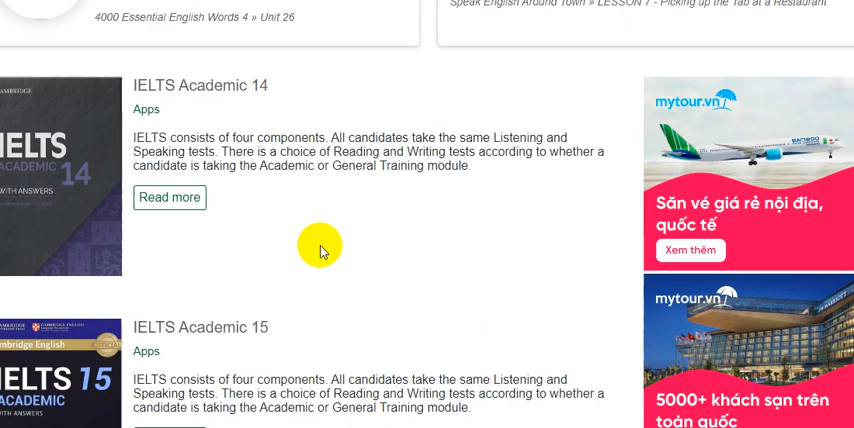 4000 Essential English Words 4 » Unit 26
Speak English Around Town » LESSON 7 - Picking up the Tab at a Restaurant
CAMBRIDGE
IELTS
ACADEMIC 14
WITH ANSWERS
IELTS Academic 14
Apps
IELTS consists of four components. All candidates take the same Listening and
Speaking tests. There is a choice of Reading and Writing tests according to whether a
candidate is taking the Academic or General Training module.
Read more
mytour.vn
BAMBOO
Săn vé giá rẻ nội địa,
quốc tế
Xem thêm
CAMBRIDGE
CAMBRIDGE ENGLISH
mbridge English
OFFICIAL
IELTS 15
ACADEMIC
WITH ANSWERS
IELTS Academic 15
Apps
IELTS consists of four components. All candidates take the same Listening and
Speaking tests. There is a choice of Reading and Writing tests according to whether a
candidate is taking the Academic or General Training module.
mytour.vn
5000+ khách sạn trên
toàn quốc